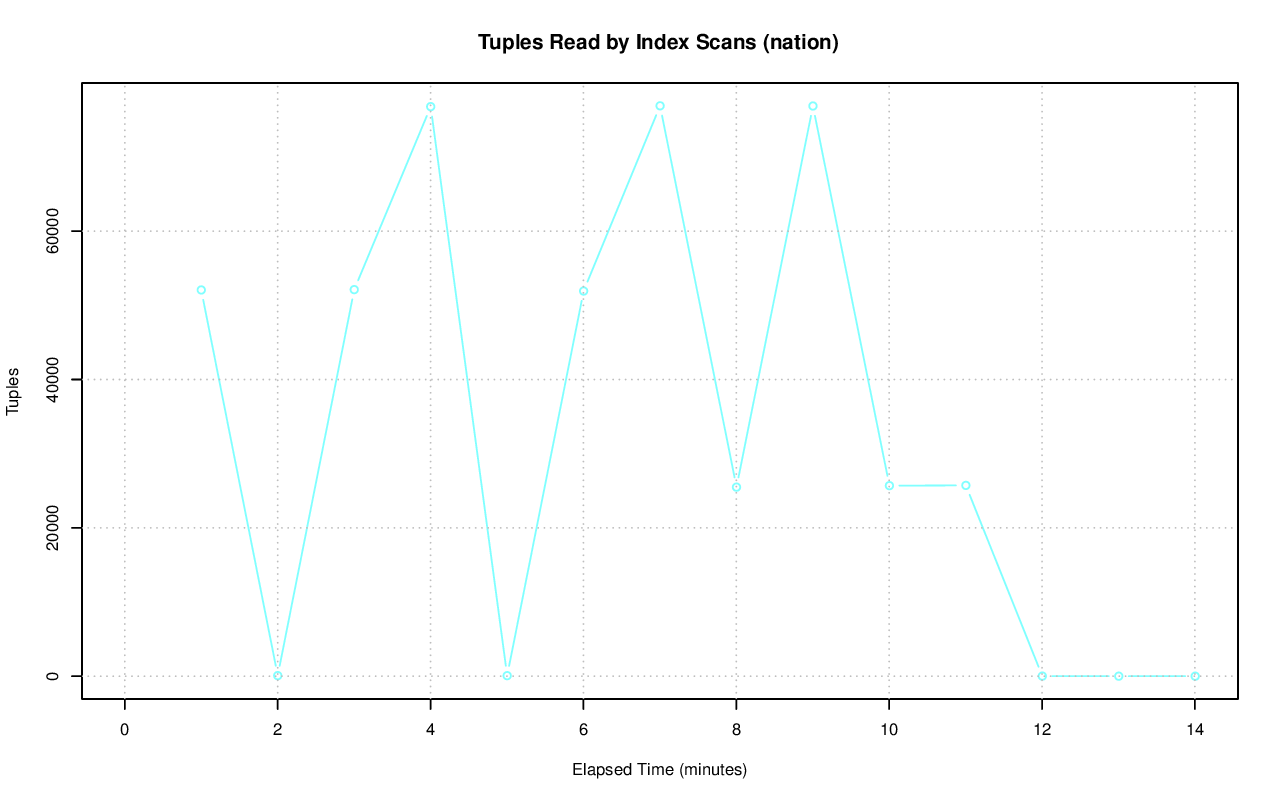 Tuples Read by Index Scans (nation)
Tuples
60000
40000
20000
0
0 2 4 6 8 10 12 14
Elapsed Time (minutes)